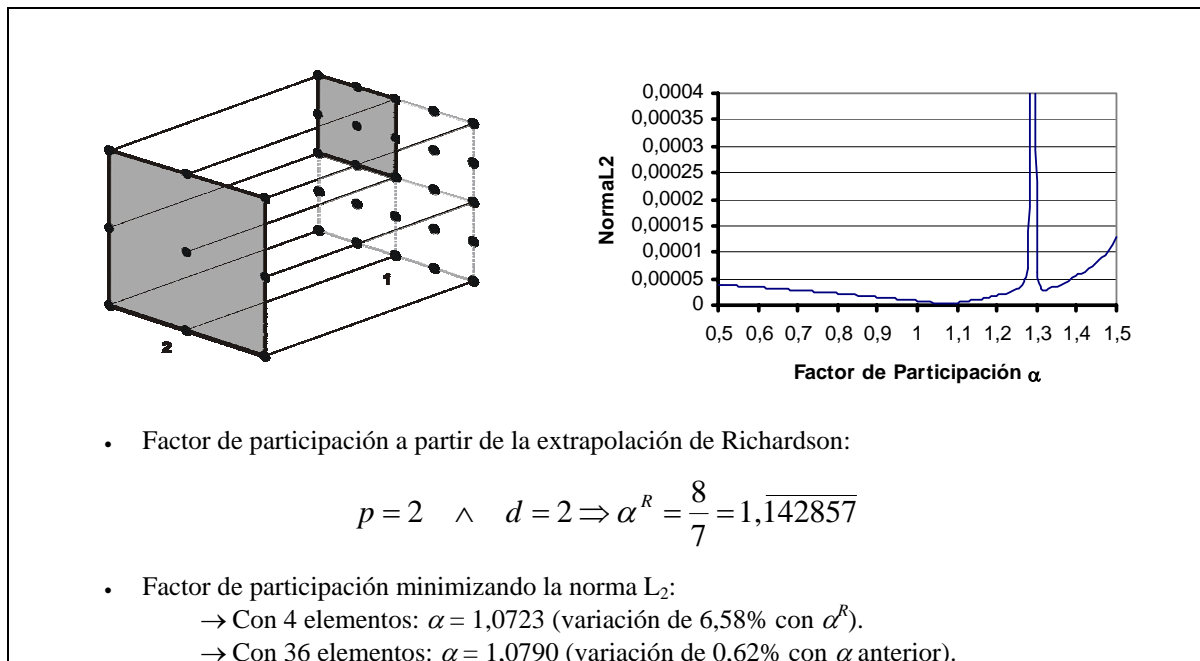 1
2
0,0004
0,00035
0,0003
0,00025
0,0002
0,00015
0,0001
0,00005
0
NormaL2
0,5 0,6 0,7 0,8 0,9 1 1,1 1,2 1,3 1,4 1,5
Factor de Participación α
• Factor de participación a partir de la extrapolación de Richardson:
p = 2 ∧ d = 2 ⇒ α^R = 8/7 = 1,\overline{142857}
• Factor de participación minimizando la norma L₂:
→ Con 4 elementos: α = 1,0723 (variación de 6,58% con α^R).
→ Con 36 elementos: α = 1,0790 (variación de 0,62% con α anterior).